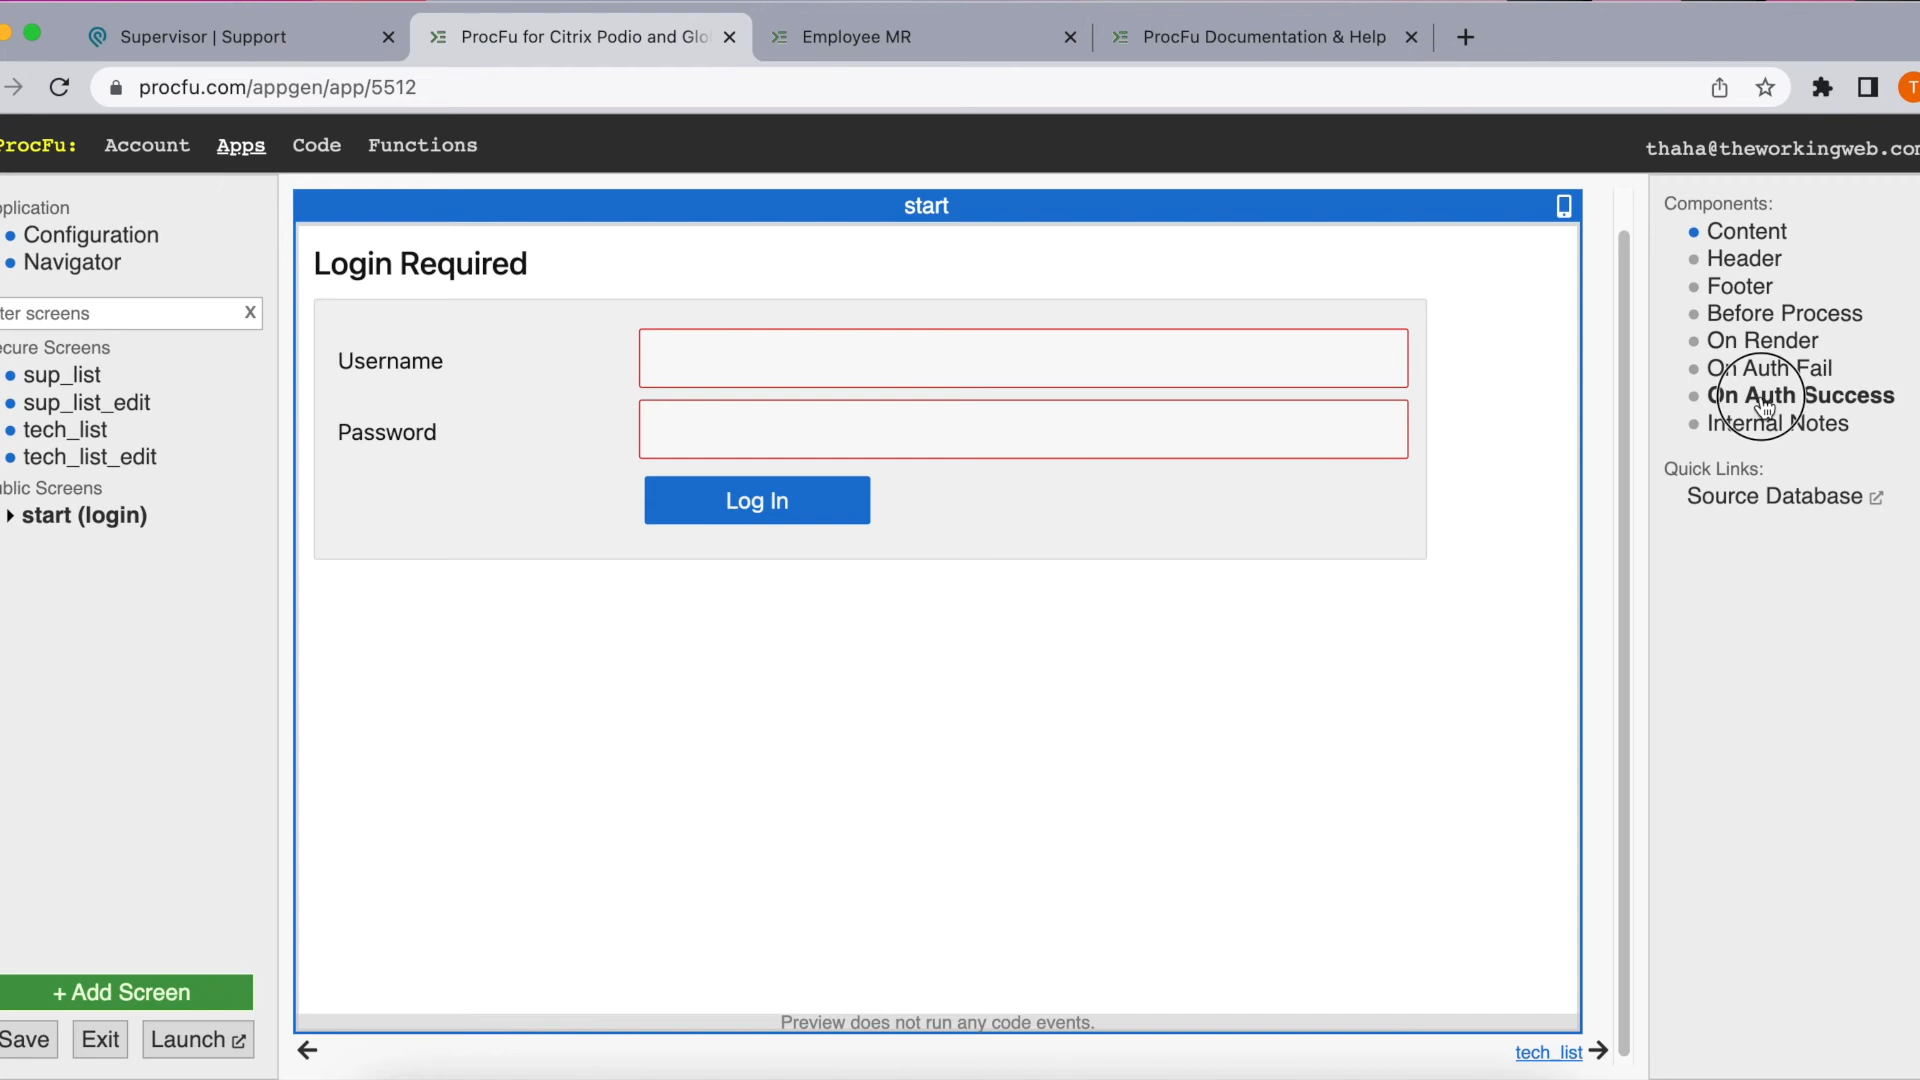 Supervisor | Support
ProcFu for Citrix Podio and Glo
Employee MR
ProcFu Documentation & Help
procfu.com/appgen/app/5512
T
ProcFu:
Account
Apps
Code
Functions
thaha@theworkingweb.com
plication
Configuration
Navigator
ter screens
X
ecure Screens
sup_list
sup_list_edit
tech_list
tech_list_edit
blic Screens
start (login)
+ Add Screen
Save
Exit
Launch
start
Login Required
Username
Password
Log In
Preview does not run any code events.
tech_list
Components:
Content
Header
Footer
Before Process
On Render
On Auth Fail
On Auth Success
Internal Notes
Quick Links:
Source Database